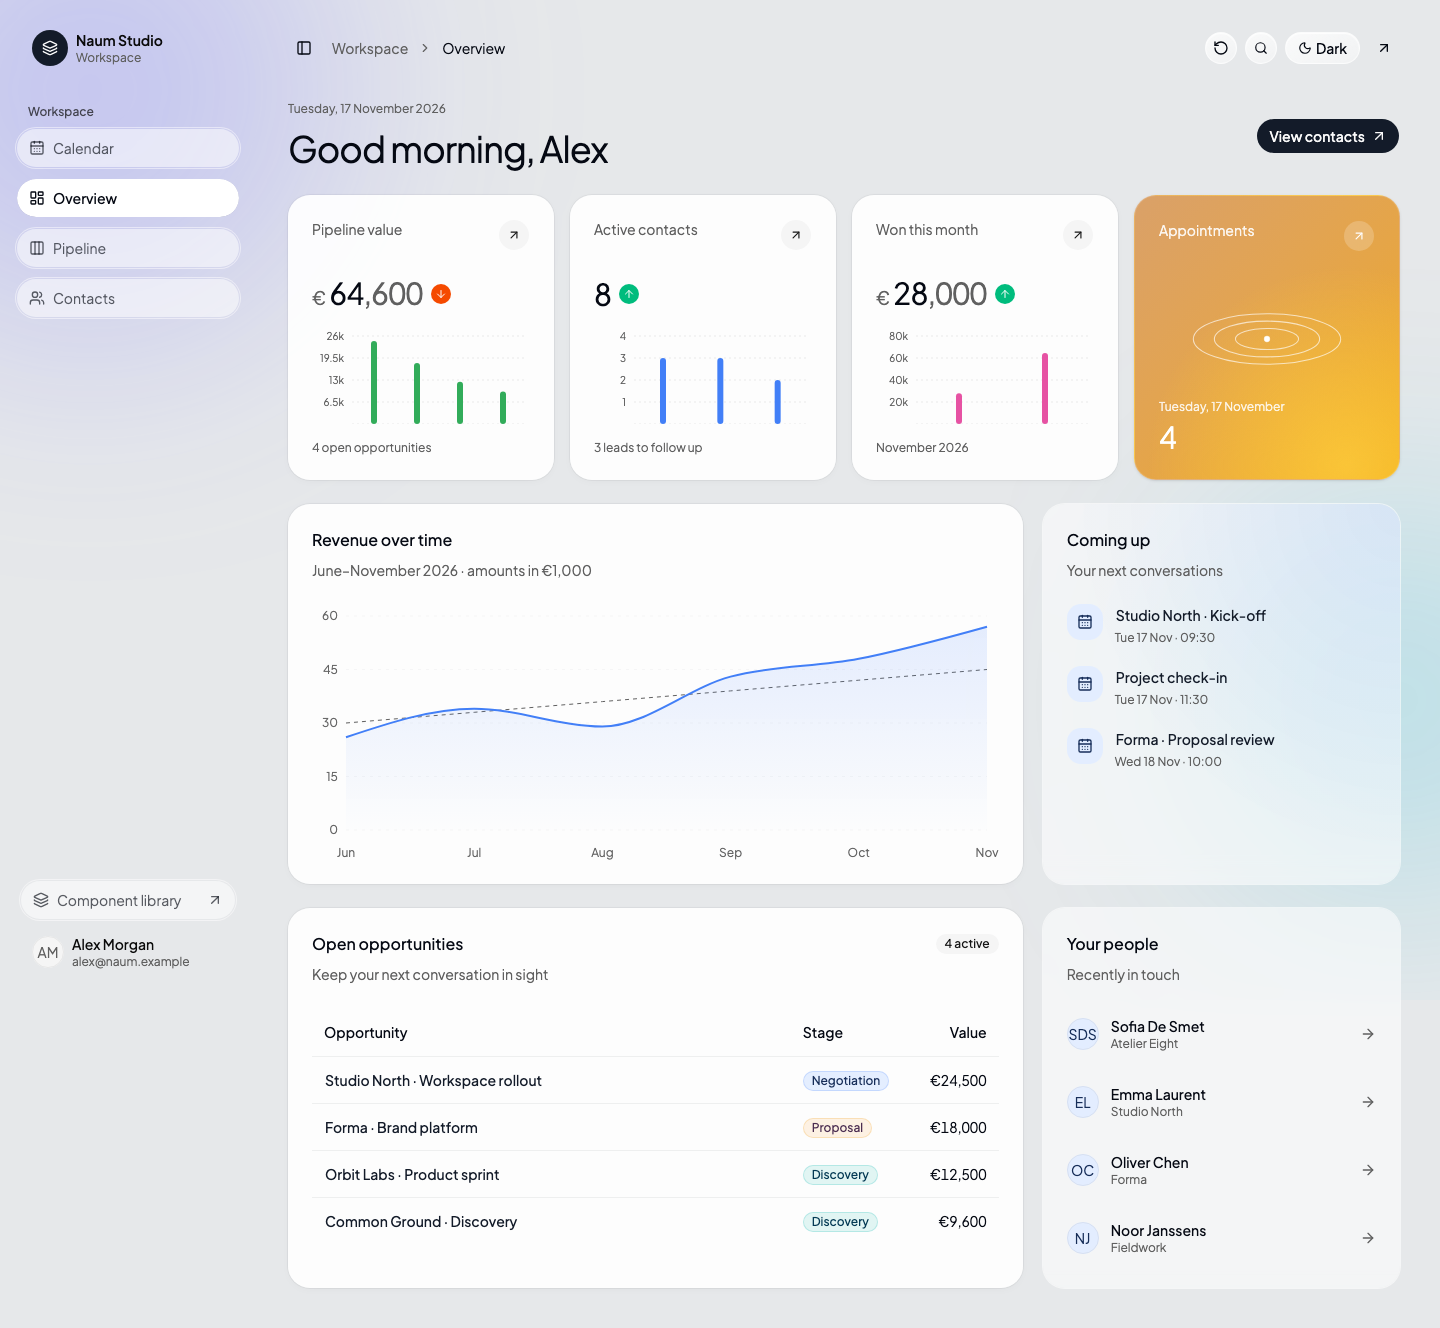 Naum Studio
Workspace
Workspace
Calendar
Overview
Pipeline
Contacts
Component library
AM
Alex Morgan
alex@naum.example
Workspace
Overview
Dark
Tuesday, 17 November 2026
Good morning, Alex
View contacts
Pipeline value
€ 64,600
26k
19.5k
13k
6.5k
4 open opportunities
Active contacts
8
4
3
2
1
3 leads to follow up
Won this month
€ 28,000
80k
60k
40k
20k
November 2026
Appointments
Tuesday, 17 November
4
Revenue over time
June–November 2026 · amounts in €1,000
60
45
30
15
0
Jun Jul Aug Sep Oct Nov
Coming up
Your next conversations
Studio North · Kick-off
Tue 17 Nov · 09:30
Project check-in
Tue 17 Nov · 11:30
Forma · Proposal review
Wed 18 Nov · 10:00
Open opportunities
4 active
Keep your next conversation in sight
Opportunity Stage Value
Studio North · Workspace rollout Negotiation €24,500
Forma · Brand platform Proposal €18,000
Orbit Labs · Product sprint Discovery €12,500
Common Ground · Discovery Discovery €9,600
Your people
Recently in touch
SDS
Sofia De Smet
Atelier Eight
EL
Emma Laurent
Studio North
OC
Oliver Chen
Forma
NJ
Noor Janssens
Fieldwork